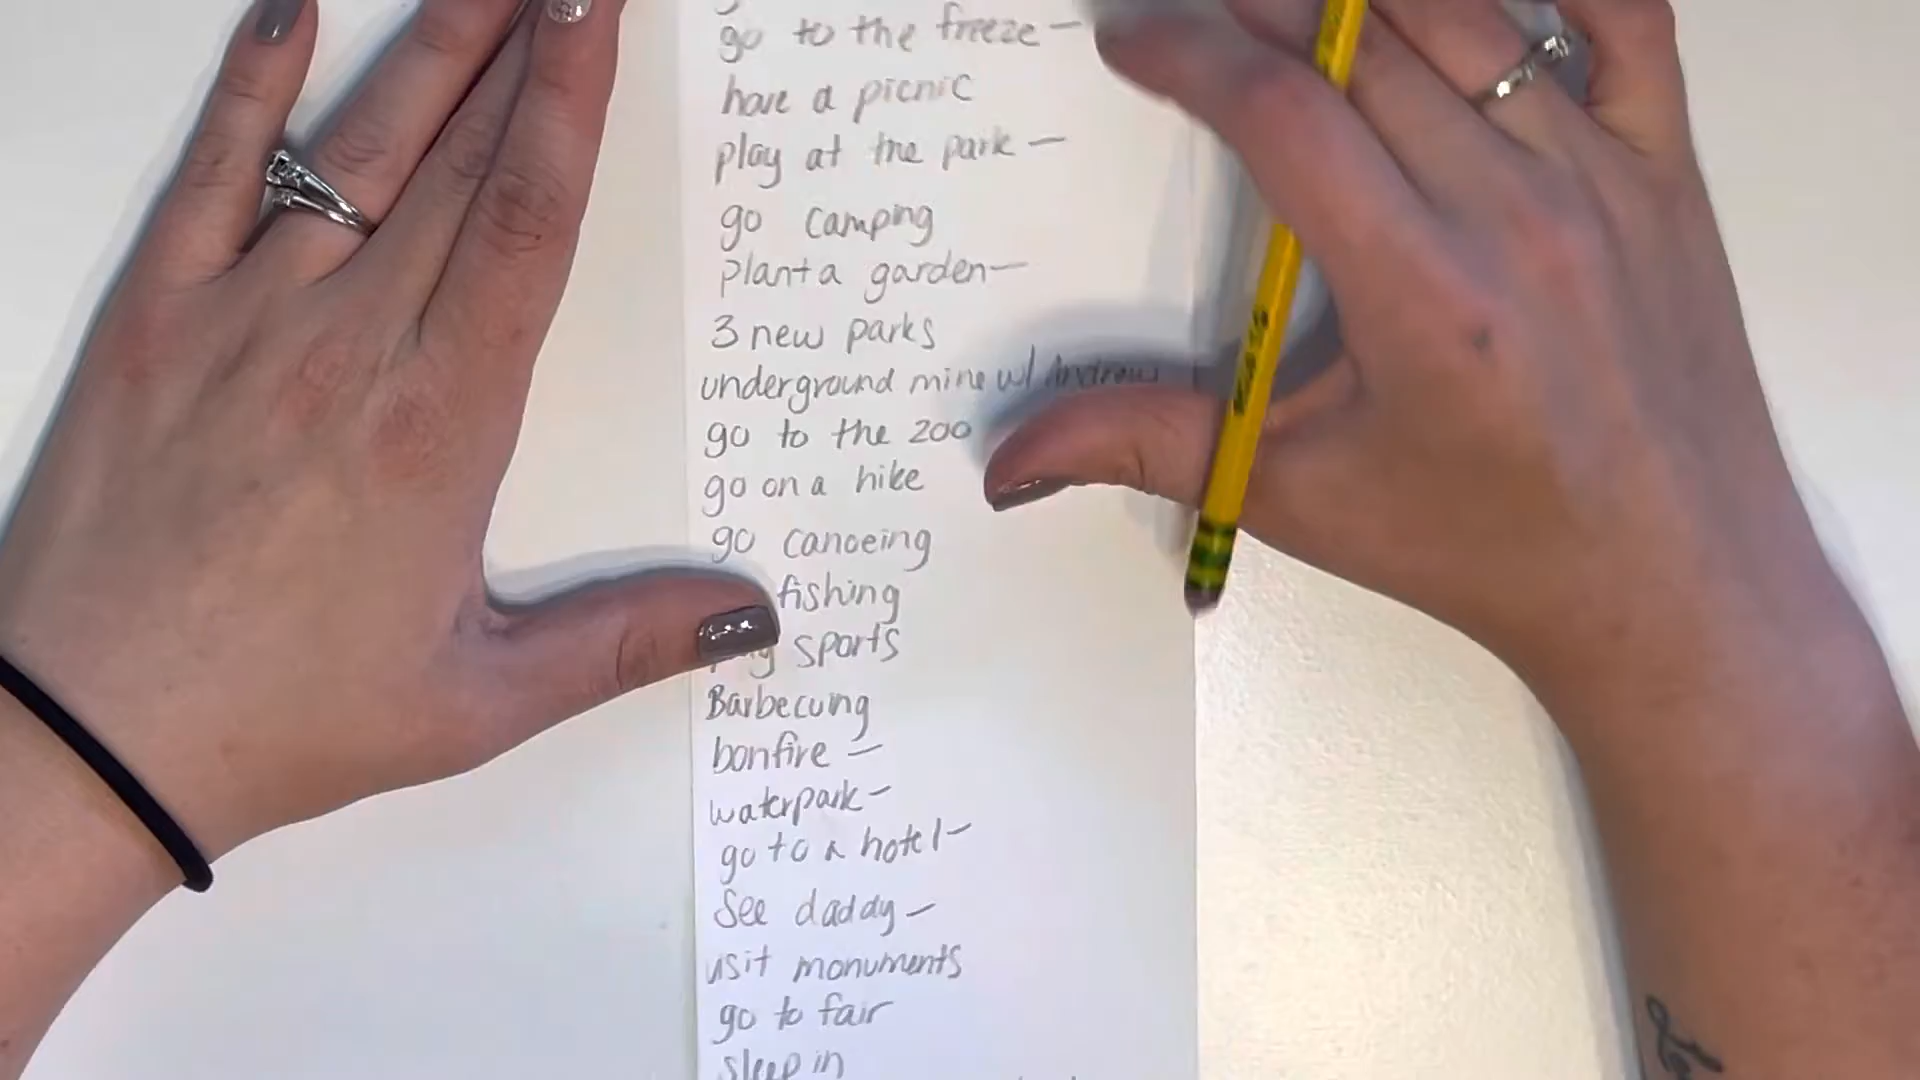 go to the freeze —
have a picnic
play at the park —
go camping
plant a garden—
3 new parks
underground mine w/ Andrew
go to the zoo
go on a hike
go canoeing
fishing
sports
Barbecuing
bonfire —
waterpark—
go to a hotel—
See daddy—
visit monuments
go to fair
sleep in